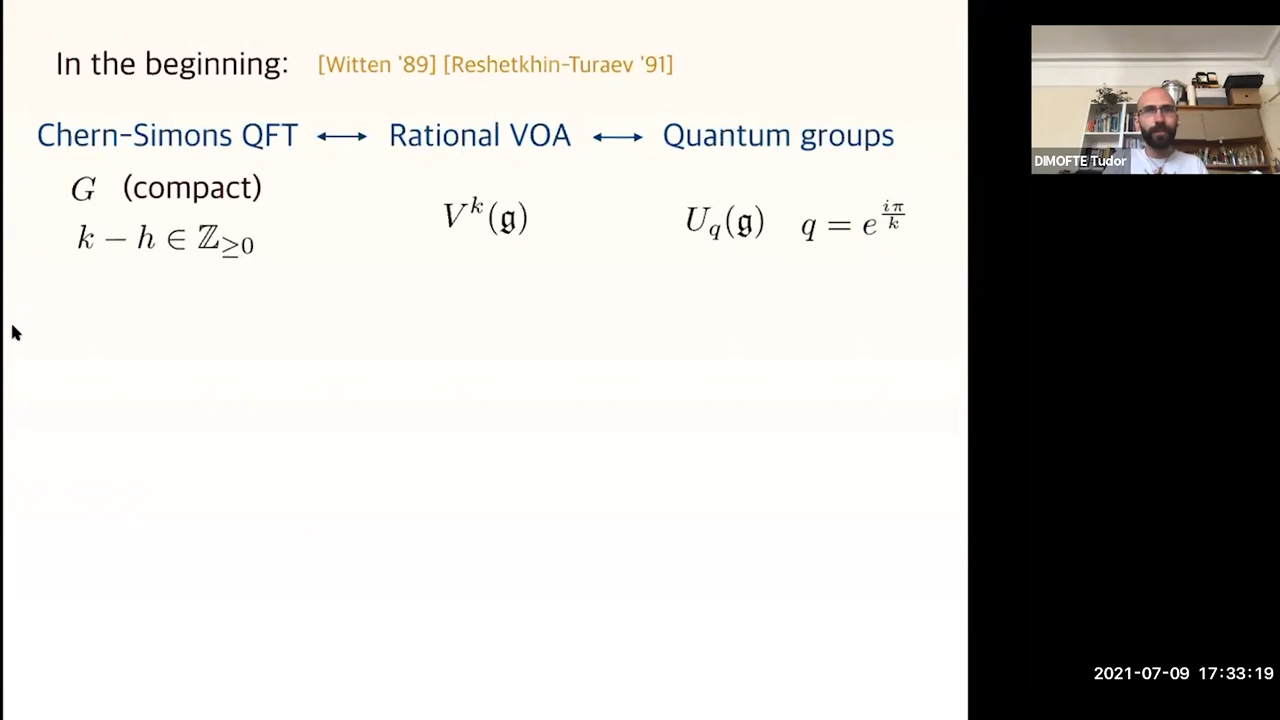 In the beginning: [Witten '89] [Reshetkhin-Turaev '91]
Chern-Simons QFT ⟷ Rational VOA ⟷ Quantum groups
G (compact)
k − h ∈ ℤ≥0
V^k(𝔤)
U_q(𝔤) q = e^{iπ/k}
DIMOFTE Tudor
2021-07-09 17:33:19